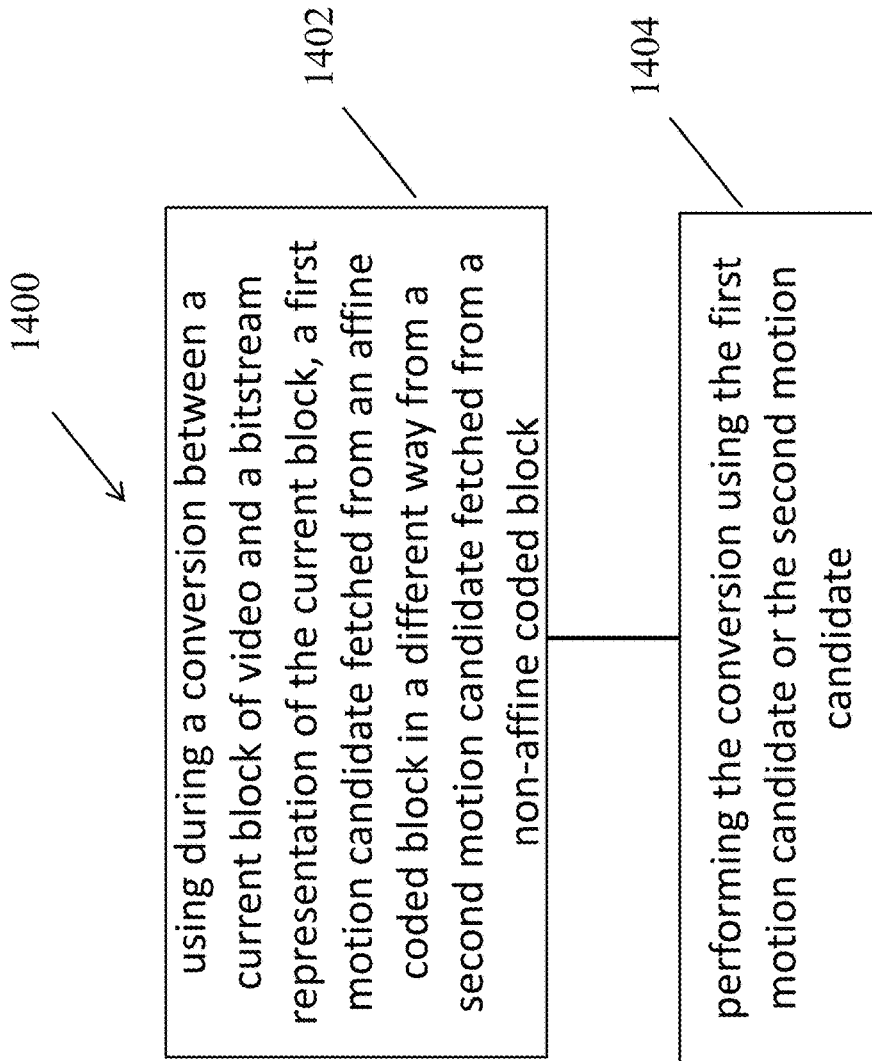 1400
using during a conversion between a
current block of video and a bitstream
representation of the current block, a first
motion candidate fetched from an affine
coded block in a different way from a
second motion candidate fetched from a
non-affine coded block
1402
performing the conversion using the first
motion candidate or the second motion
candidate
1404